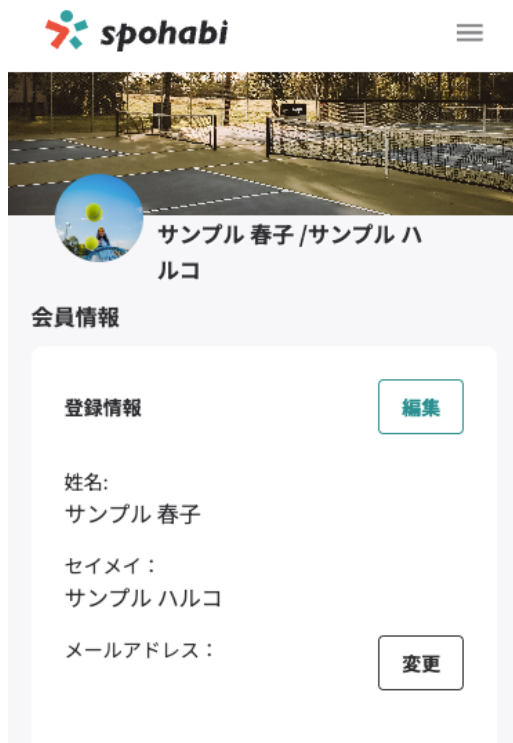 spohabi
サンプル 春子 /サンプル ハ
ルコ
会員情報
登録情報
編集
姓名:
サンプル 春子
セイメイ：
サンプル ハルコ
メールアドレス：
変更